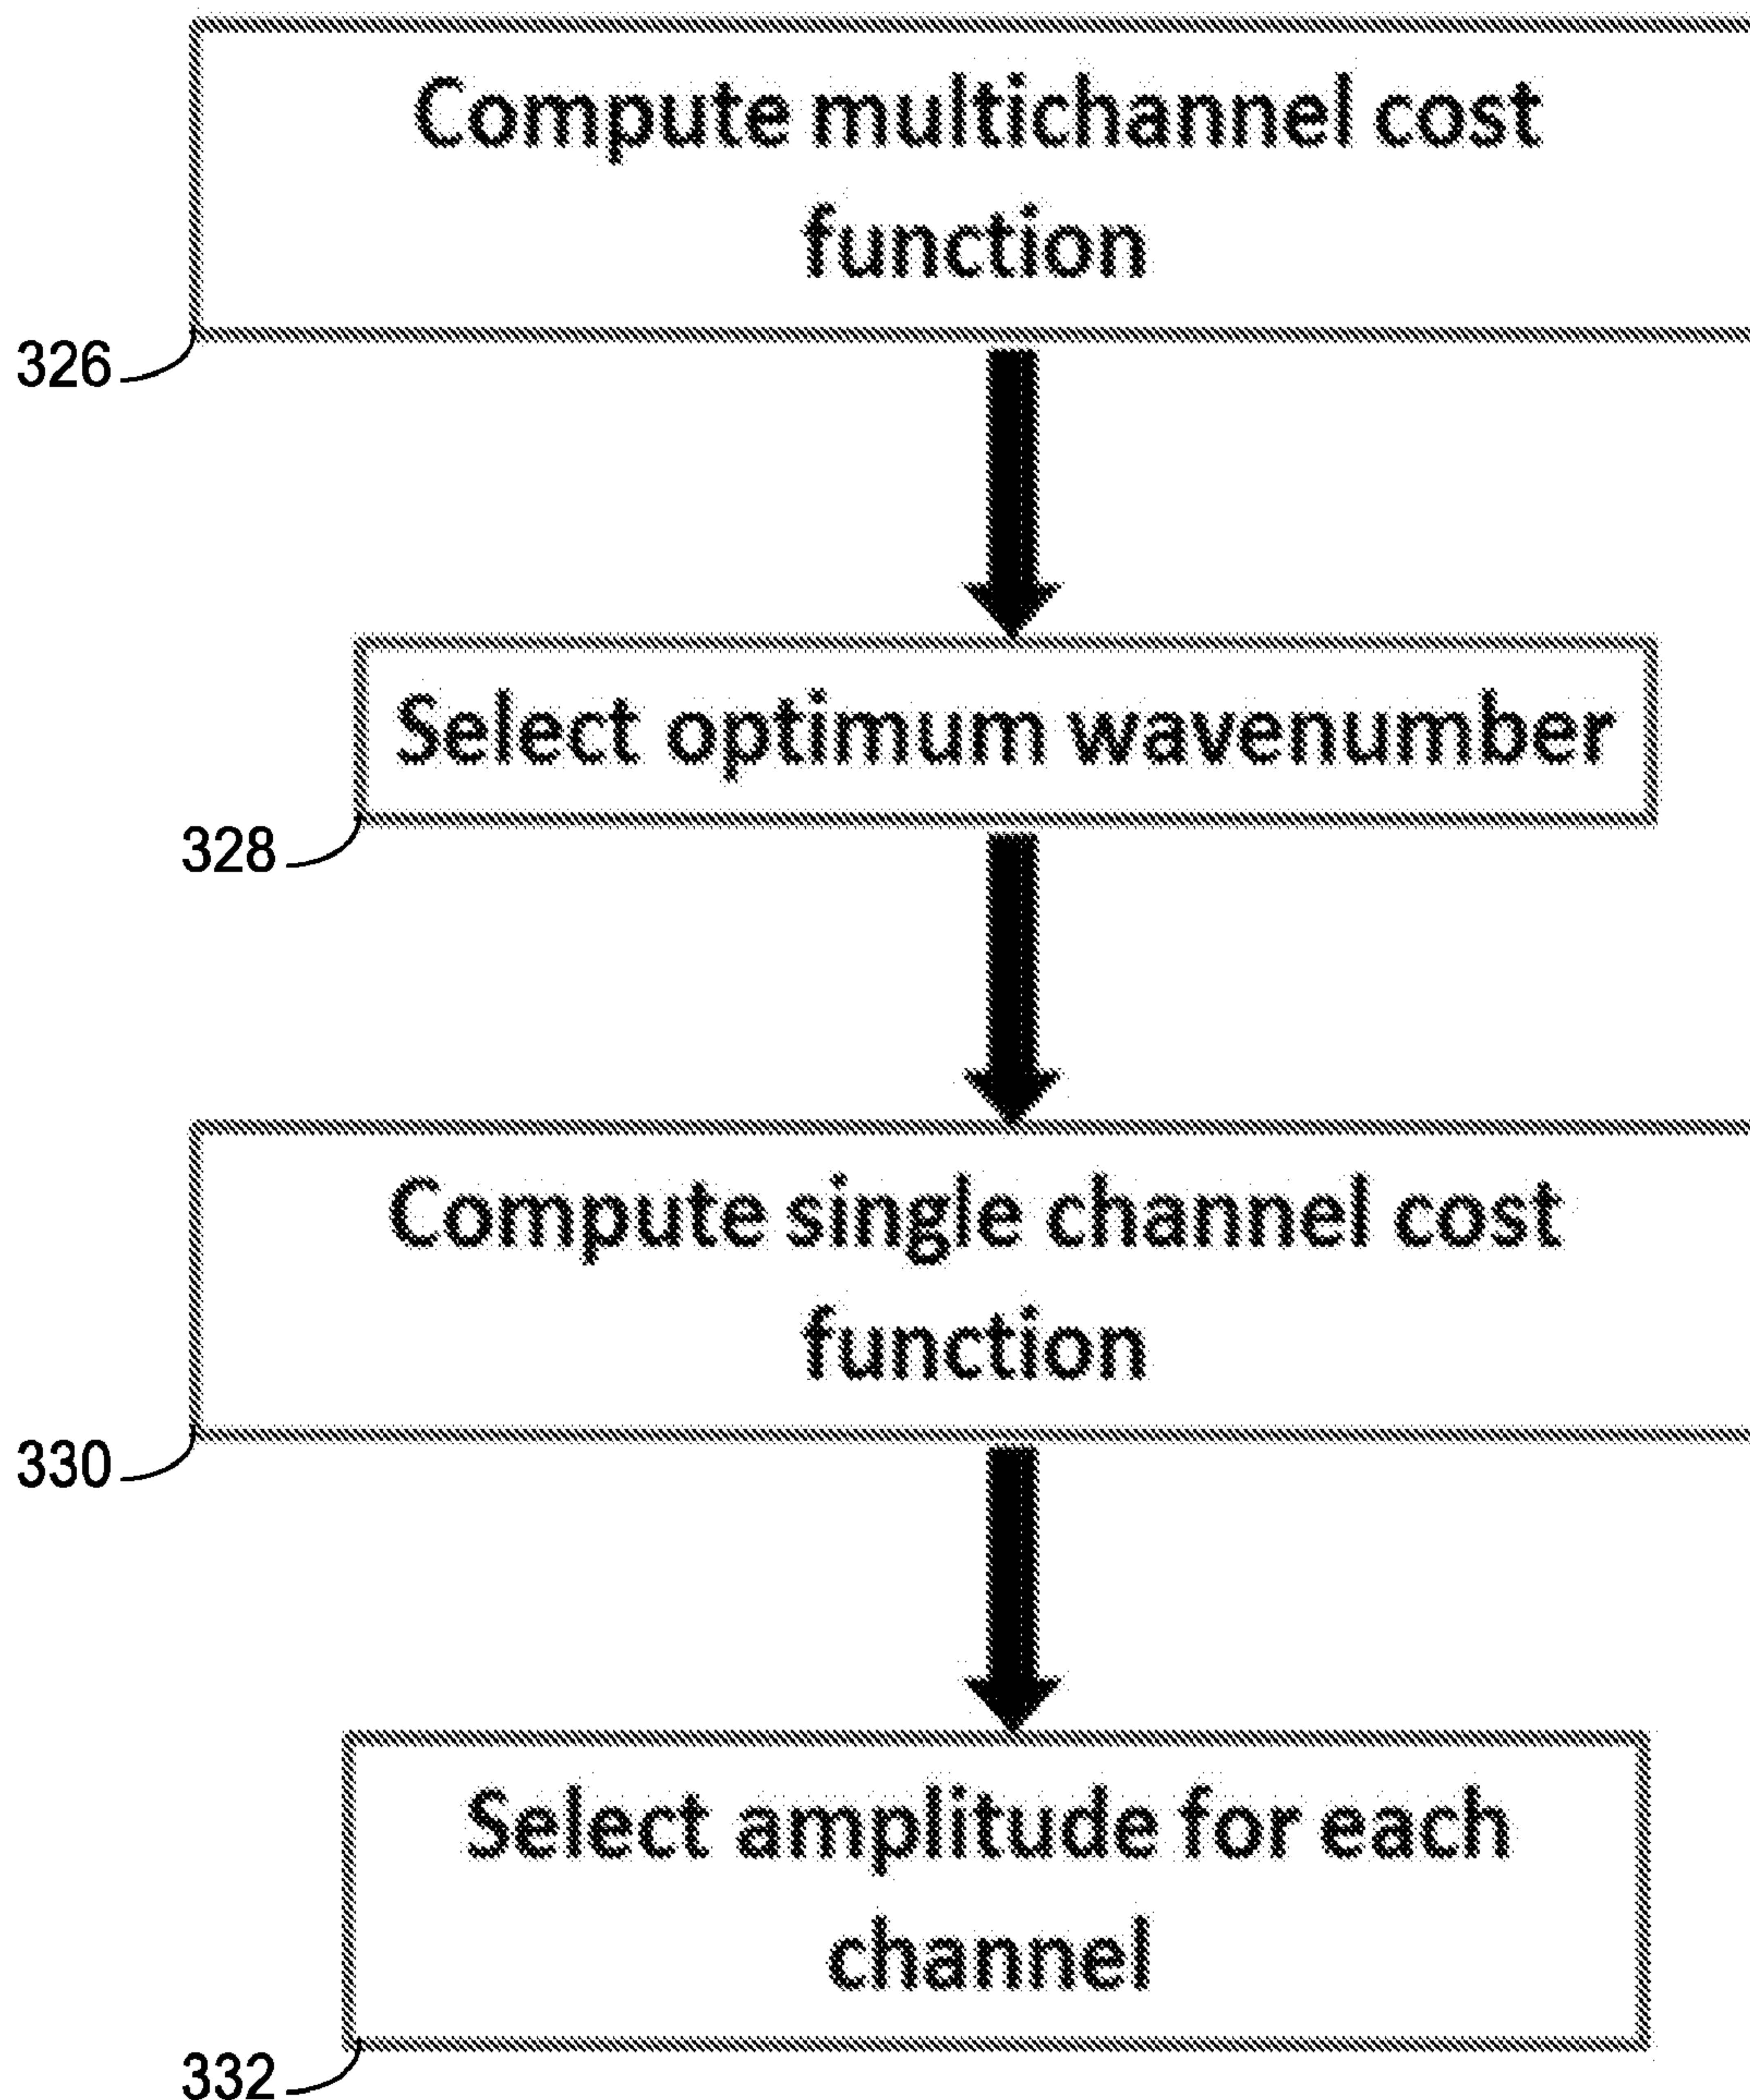 Compute multichannel cost
function
326
Select optimum wavenumber
328
Compute single channel cost
function
330
Select amplitude for each
channel
332